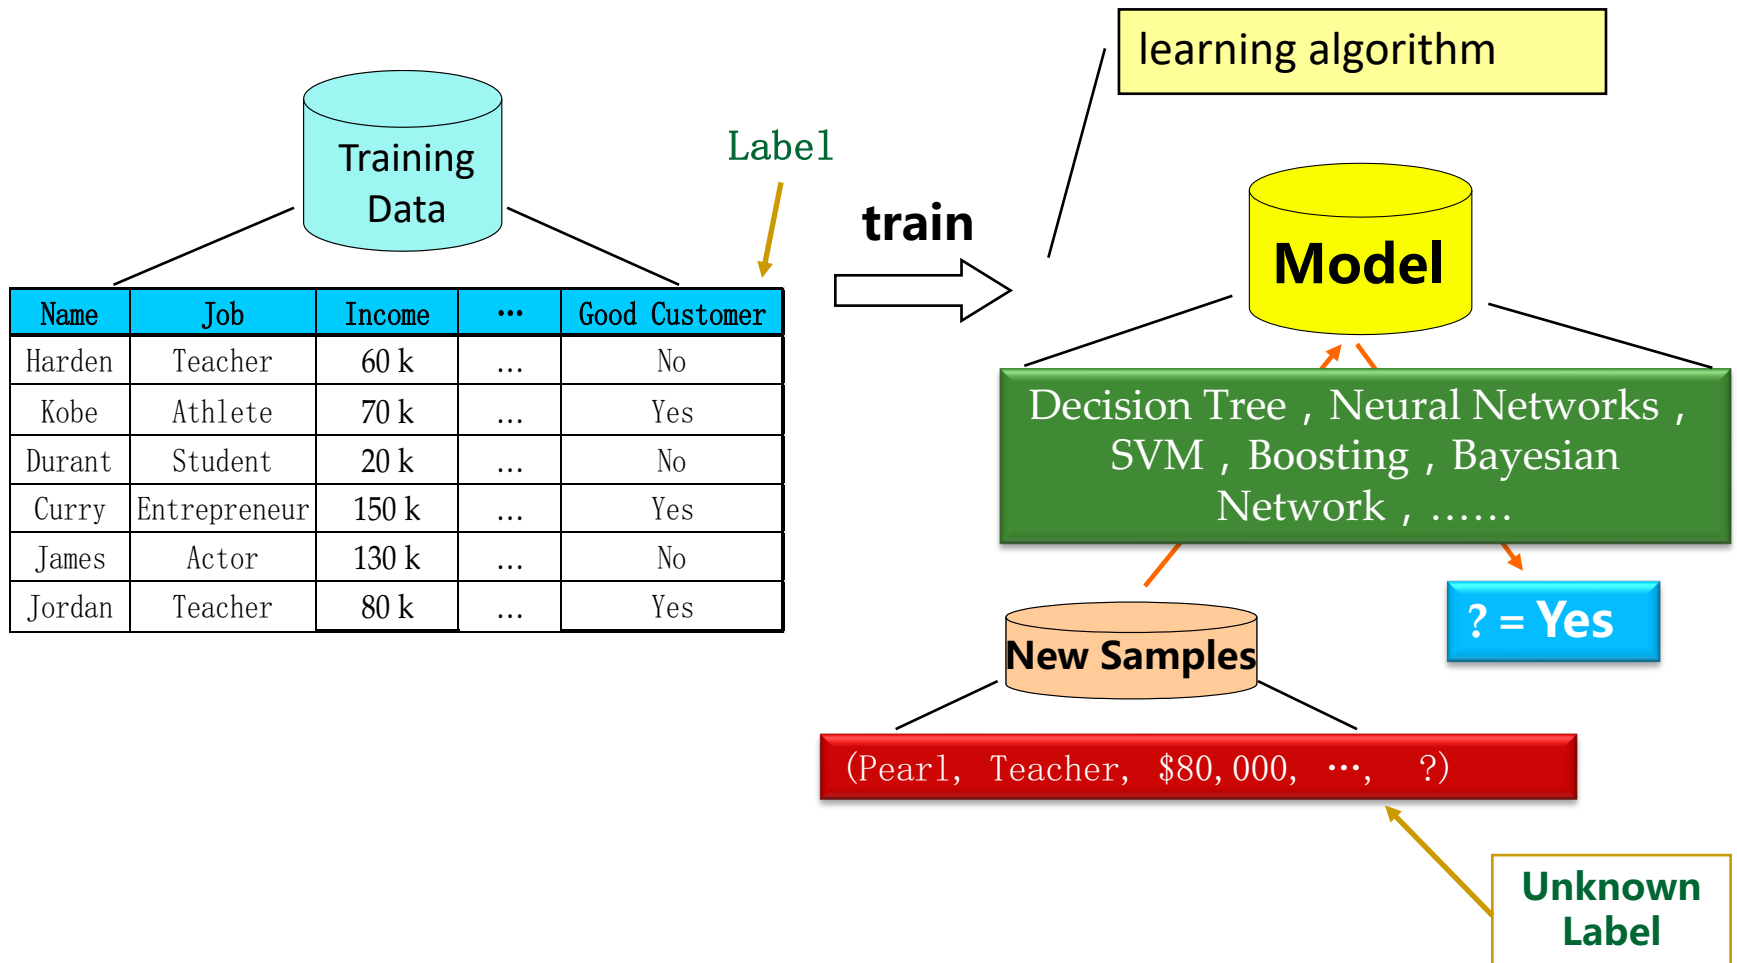 learning algorithm
Training
Data
Label
train
Model
Name Job Income … Good Customer
Harden Teacher 60 k … No
Kobe Athlete 70 k … Yes
Durant Student 20 k … No
Curry Entrepreneur 150 k … Yes
James Actor 130 k … No
Jordan Teacher 80 k … Yes
Decision Tree , Neural Networks ,
SVM , Boosting , Bayesian
Network , ……
? = Yes
New Samples
(Pearl, Teacher, $80,000, …, ?)
Unknown
Label